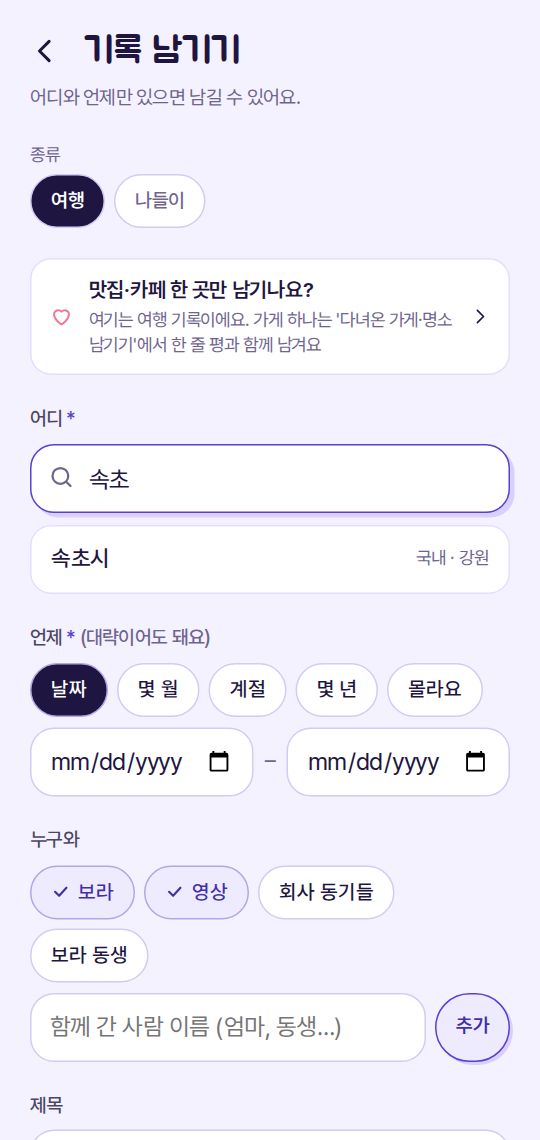 기록 남기기
어디와 언제만 있으면 남길 수 있어요.
종류
여행 나들이
맛집·카페 한 곳만 남기나요?
여기는 여행 기록이에요. 가게 하나는 '다녀온 가게·명소
남기기'에서 한 줄 평과 함께 남겨요
어디 *
속초
속초시 국내 · 강원
언제 * (대략이어도 돼요)
날짜 몇 월 계절 몇 년 몰라요
mm/dd/yyyy – mm/dd/yyyy
누구와
보라 영상 회사 동기들
보라 동생
함께 간 사람 이름 (엄마, 동생...) 추가
제목